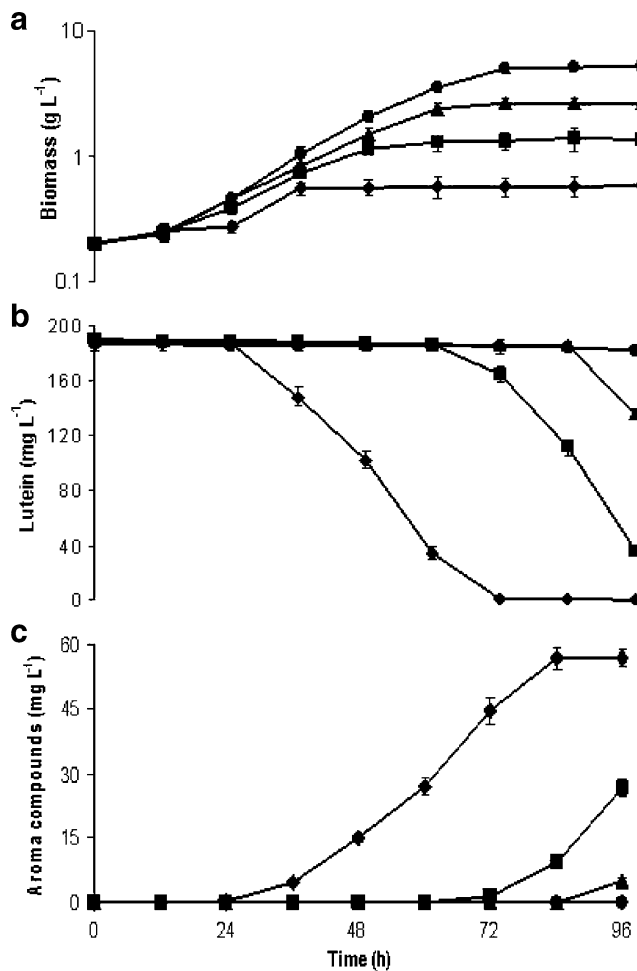 a
10
1
0.1
Biomass (g L-1)
b
200
160
120
80
40
0
Lutein (mg L-1)
c
60
45
30
15
0
Aroma compounds (mg L-1)
0 24 48 72 96
Time (h)